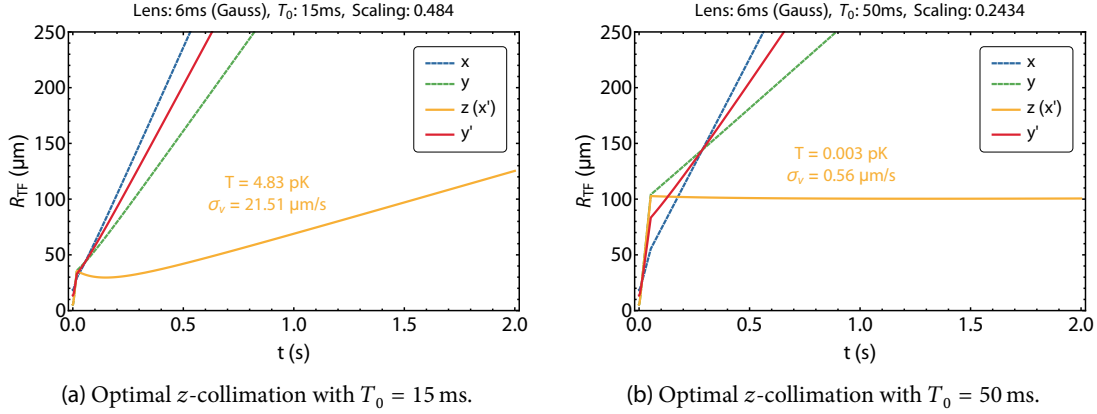 Lens: 6ms (Gauss), T₀: 15ms, Scaling: 0.484
250
200
150
100
50
0
R_TF (μm)
x
y
z (x')
y'
T = 4.83 pK
σᵥ = 21.51 μm/s
0.0 0.5 1.0 1.5 2.0
t (s)
(a) Optimal z-collimation with T₀ = 15 ms.
Lens: 6ms (Gauss), T₀: 50ms, Scaling: 0.2434
250
200
150
100
50
0
R_TF (μm)
x
y
z (x')
y'
T = 0.003 pK
σᵥ = 0.56 μm/s
0.0 0.5 1.0 1.5 2.0
t (s)
(b) Optimal z-collimation with T₀ = 50 ms.